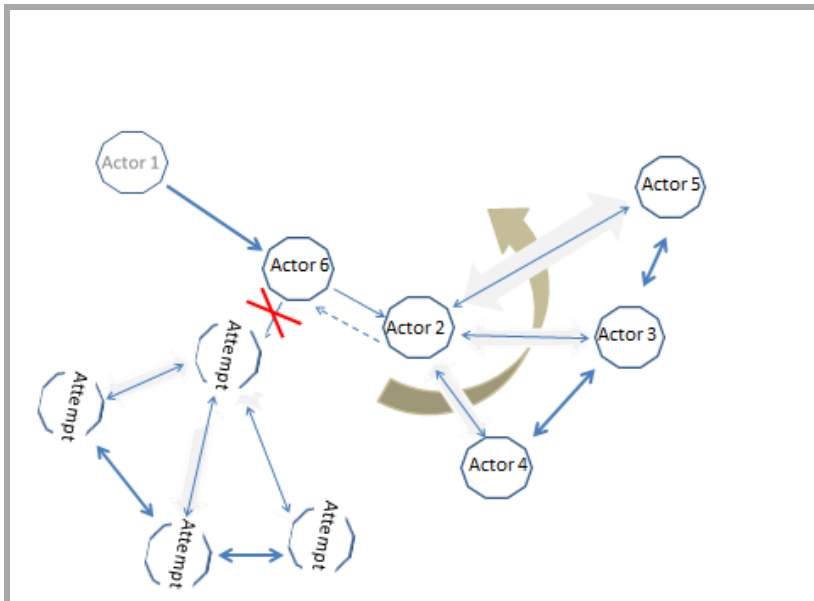 Actor 1
Actor 5
Actor 6
Actor 2
Actor 3
Attempt
Attempt
Actor 4
Attempt
Attempt